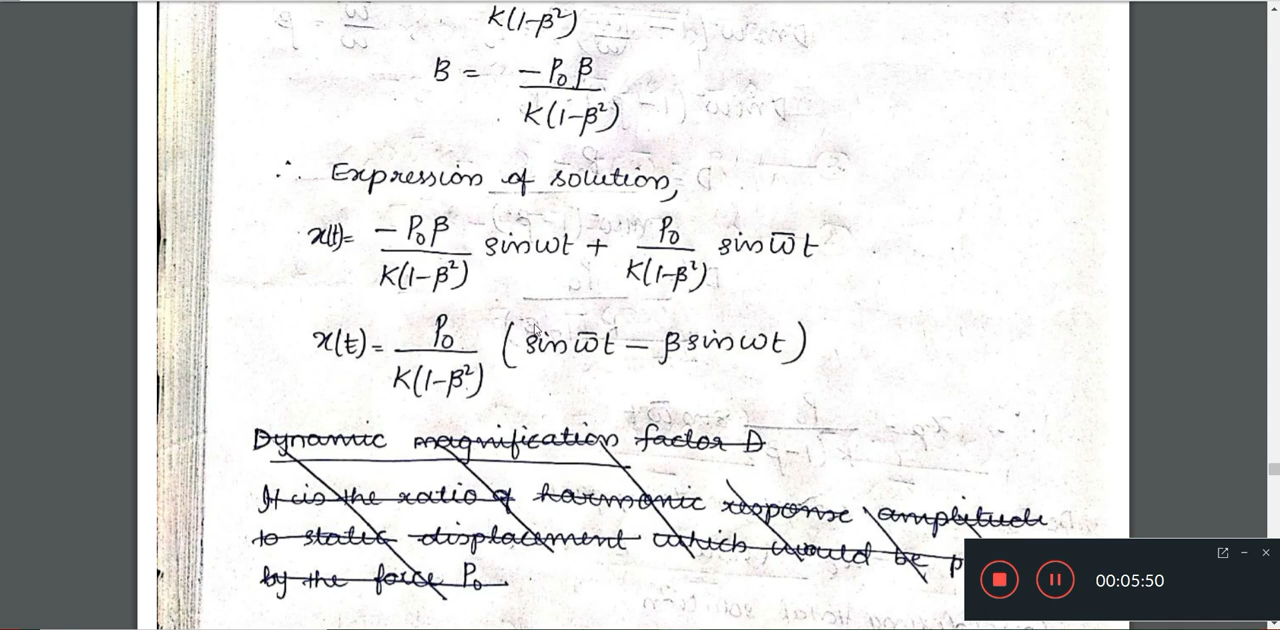 K(1-β²)
B = -P₀β / K(1-β²)
∴ Expression of solution,
x(t)= -P₀β / K(1-β²) sin ωt + P₀ / K(1-β²) sin ω̅t
x(t) = P₀ / K(1-β²) (sin ω̅t - β sin ωt)
Dynamic magnification factor D
It is the ratio of harmonic response amplitude
to static displacement which would be p
by the force P₀.
00:05:50